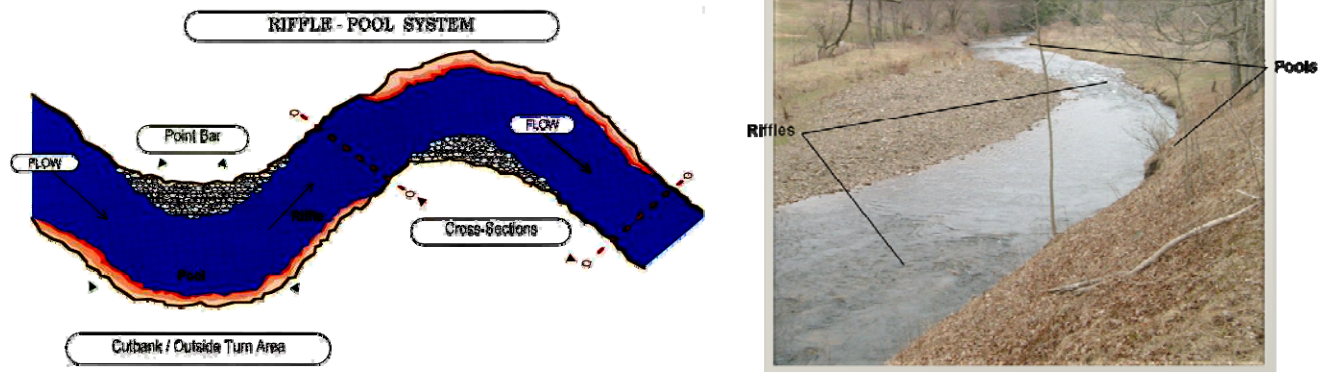 RIFFLE - POOL SYSTEM
Point Bar
FLOW
FLOW
Riffle
Pool
Cross-Sections
Cutbank / Outside Turn Area
Riffles
Pools